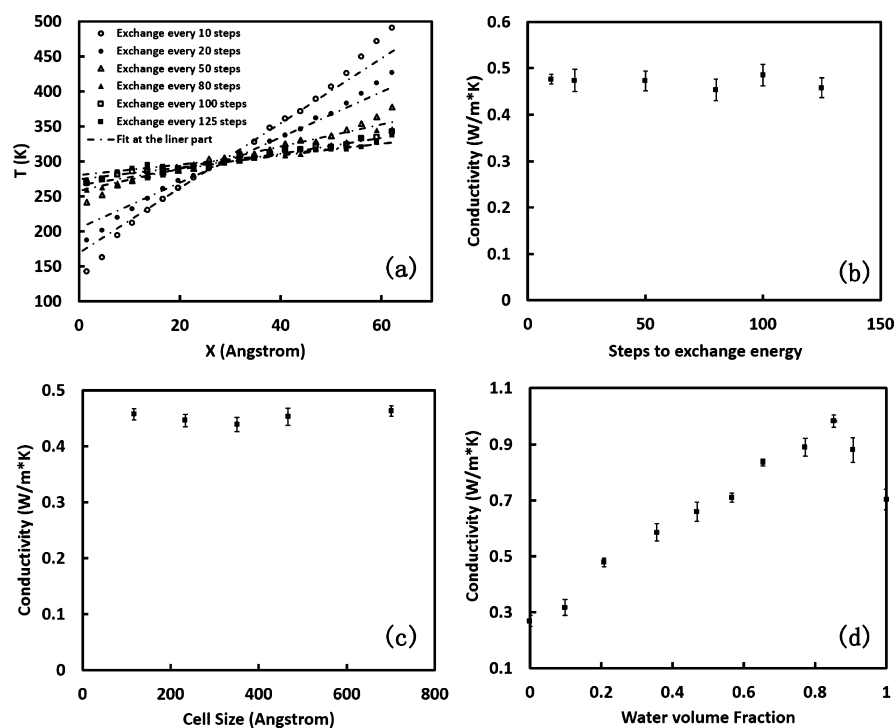 500
450
400
350
300
250
200
150
100
T (K)
Exchange every 10 steps
Exchange every 20 steps
Exchange every 50 steps
Exchange every 80 steps
Exchange every 100 steps
Exchange every 125 steps
Fit at the liner part
(a)
0 20 40 60
X (Angstrom)
0.6
0.5
0.4
0.3
0.2
0.1
0
Conductivity (W/m*K)
(b)
0 50 100 150
Steps to exchange energy
0.5
0.4
0.3
0.2
0.1
0
Conductivity (W/m*K)
(c)
0 200 400 600 800
Cell Size (Angstrom)
1.1
0.9
0.7
0.5
0.3
0.1
Conductivity (W/m*K)
(d)
0 0.2 0.4 0.6 0.8 1
Water volume Fraction